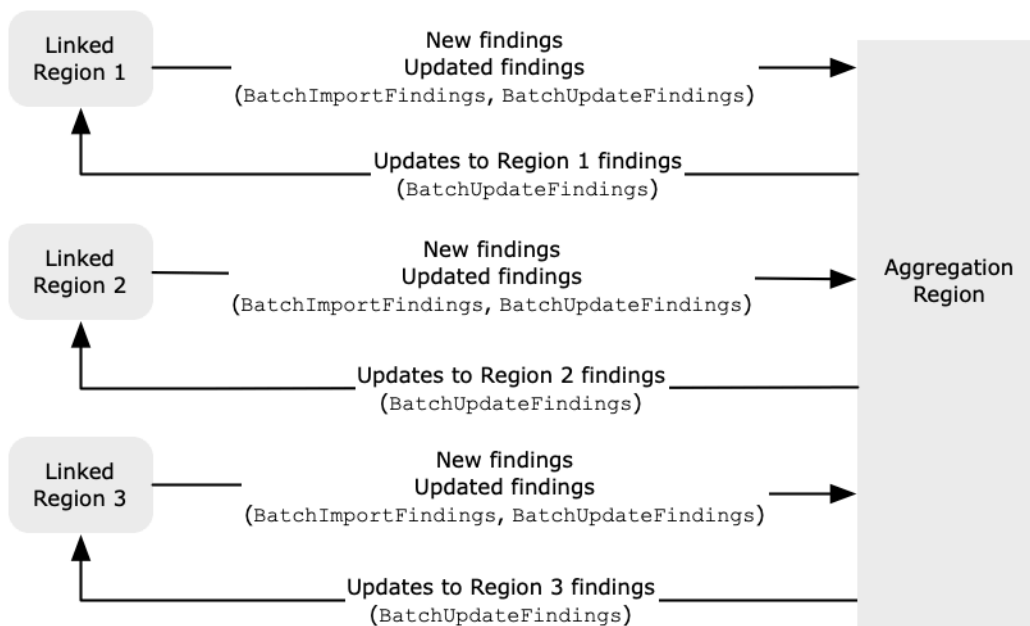 Linked
Region 1
New findings
Updated findings
(BatchImportFindings, BatchUpdateFindings)
Updates to Region 1 findings
(BatchUpdateFindings)
Linked
Region 2
New findings
Updated findings
(BatchImportFindings, BatchUpdateFindings)
Updates to Region 2 findings
(BatchUpdateFindings)
Linked
Region 3
New findings
Updated findings
(BatchImportFindings, BatchUpdateFindings)
Updates to Region 3 findings
(BatchUpdateFindings)
Aggregation
Region